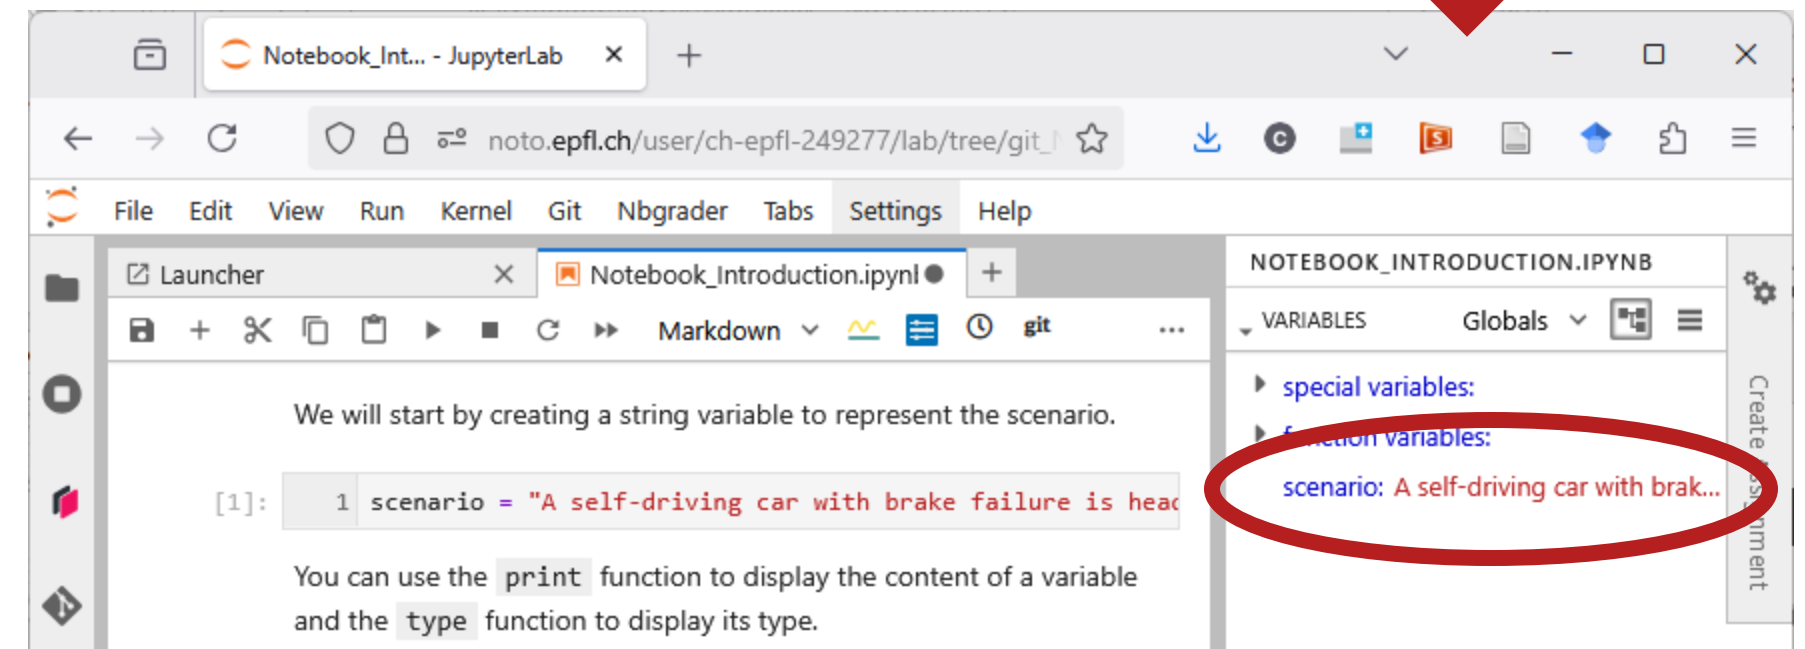 Notebook_Int... - JupyterLab
noto.epfl.ch/user/ch-epfl-249277/lab/tree/git_
File Edit View Run Kernel Git Nbgrader Tabs Settings Help
Launcher
Notebook_Introduction.ipynl
NOTEBOOK_INTRODUCTION.IPYNB
Markdown
git
...
VARIABLES
Globals
special variables:
function variables:
scenario: A self-driving car with brak...
Create Assignment
We will start by creating a string variable to represent the scenario.
[1]: 1 scenario = "A self-driving car with brake failure is head
You can use the print function to display the content of a variable
and the type function to display its type.